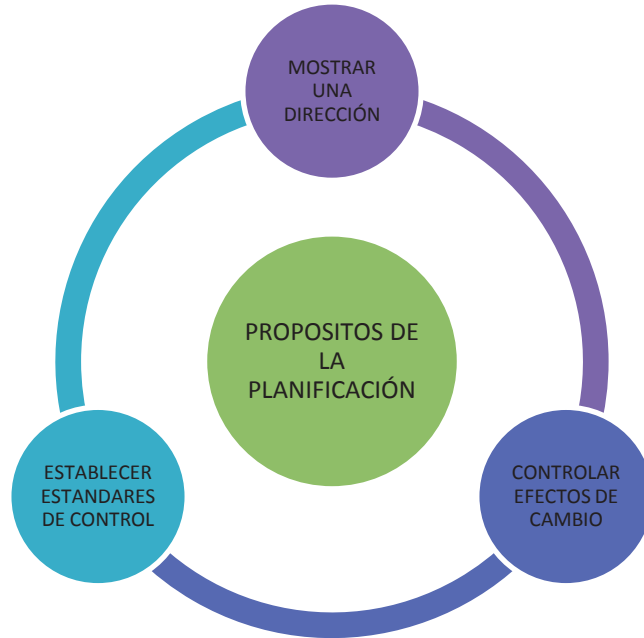 MOSTRAR
UNA
DIRECCIÓN
PROPOSITOS DE
LA
PLANIFICACIÓN
ESTABLECER
ESTANDARES
DE CONTROL
CONTROLAR
EFECTOS DE
CAMBIO